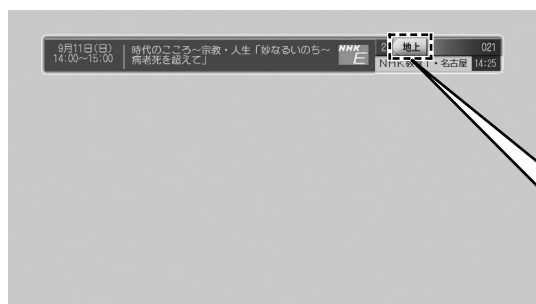 9月11日(日)
14:00～15:00
時代のこころ～宗教・人生「妙なるいのち～
病老死を超えて」
NHK
E
2
地上
021
NHK教育1・名古屋 14:25